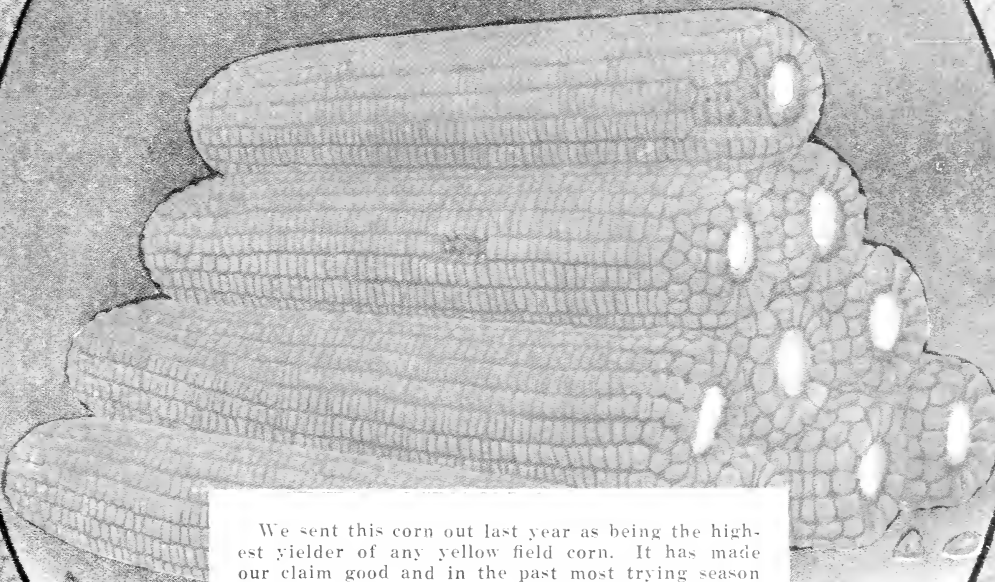 We sent this corn out last year as being the high-
est yielder of any yellow field corn. It has made
our claim good and in the past most trying season